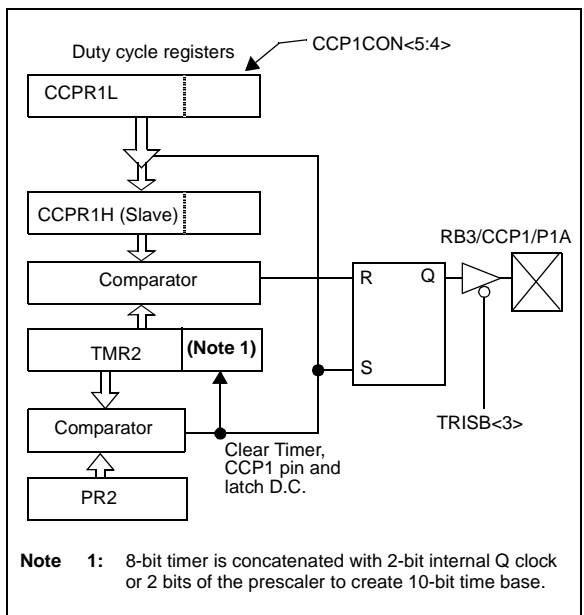 Duty cycle registers
CCP1CON<5:4>
CCPR1L
CCPR1H (Slave)
Comparator
RB3/CCP1/P1A
R
Q
S
TMR2
(Note 1)
Comparator
TRISB<3>
Clear Timer,
CCP1 pin and
latch D.C.
PR2
Note 1: 8-bit timer is concatenated with 2-bit internal Q clock
or 2 bits of the prescaler to create 10-bit time base.